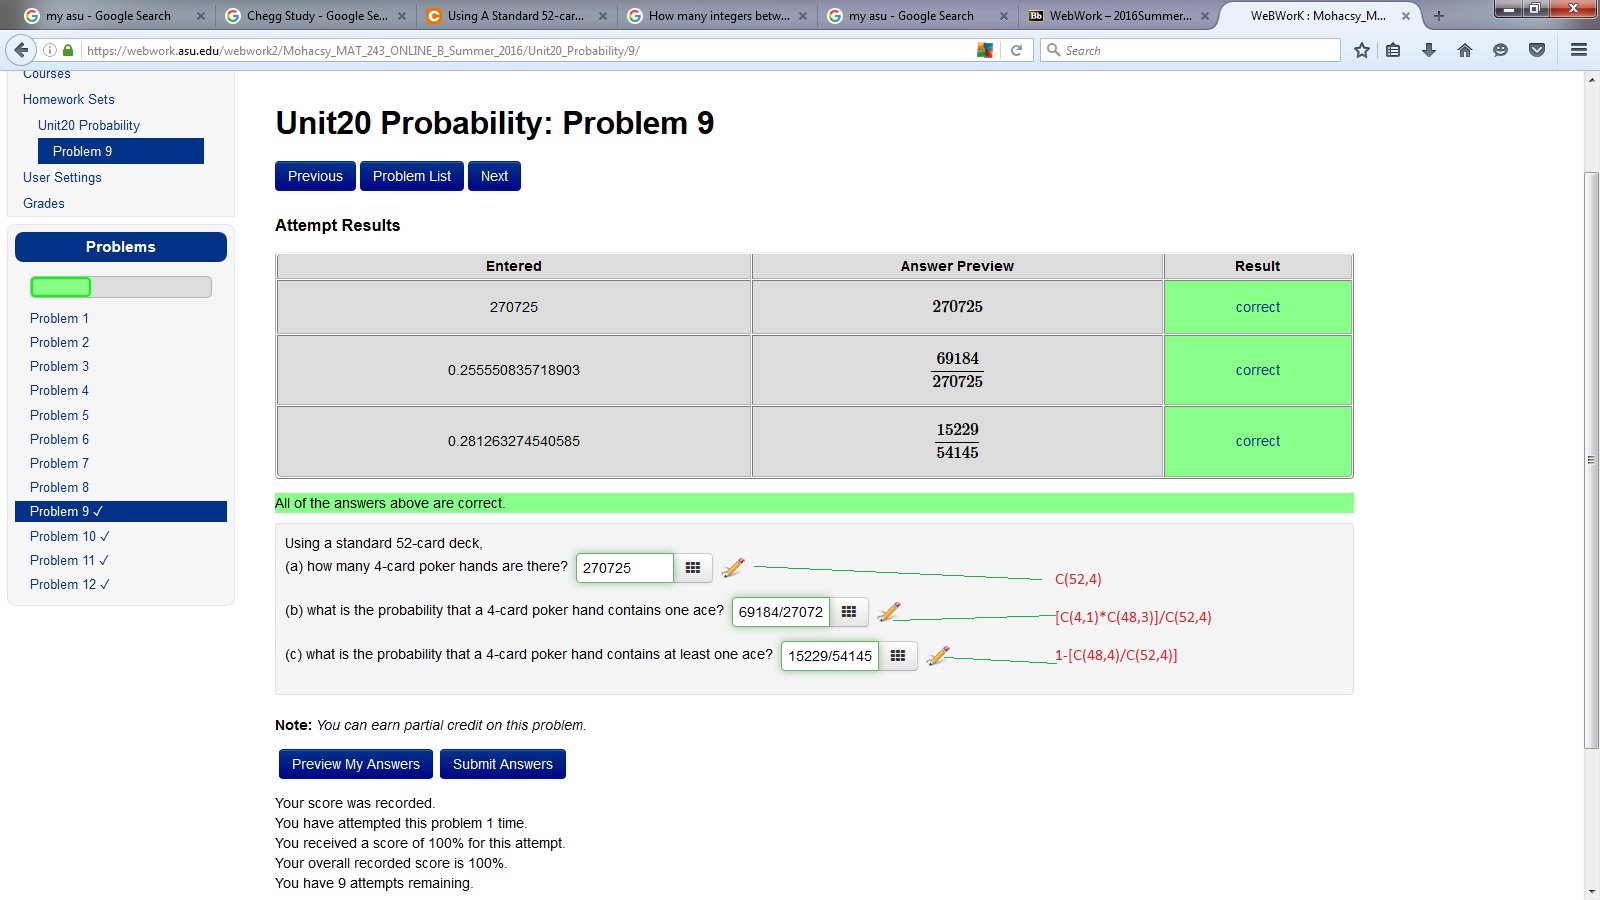 my asu - Google Search
Chegg Study - Google Se...
Using A Standard 52-car...
How many integers betw...
my asu - Google Search
Bb WebWork – 2016Summer...
WeBWorK : Mohacsy_M...
https://webwork.asu.edu/webwork2/Mohacsy_MAT_243_ONLINE_B_Summer_2016/Unit20_Probability/9/
Search
Courses
Homework Sets
Unit20 Probability
Problem 9
User Settings
Grades
Problems
Problem 1
Problem 2
Problem 3
Problem 4
Problem 5
Problem 6
Problem 7
Problem 8
Problem 9 ✓
Problem 10 ✓
Problem 11 ✓
Problem 12 ✓
Unit20 Probability: Problem 9
Previous Problem List Next
Attempt Results
Entered Answer Preview Result
270725 270725 correct
0.255550835718903 69184/270725 correct
0.281263274540585 15229/54145 correct
All of the answers above are correct.
Using a standard 52-card deck,
(a) how many 4-card poker hands are there? 270725 C(52,4)
(b) what is the probability that a 4-card poker hand contains one ace? 69184/27072 [C(4,1)*C(48,3)]/C(52,4)
(c) what is the probability that a 4-card poker hand contains at least one ace? 15229/54145 1-[C(48,4)/C(52,4)]
Note: You can earn partial credit on this problem.
Preview My Answers Submit Answers
Your score was recorded.
You have attempted this problem 1 time.
You received a score of 100% for this attempt.
Your overall recorded score is 100%.
You have 9 attempts remaining.